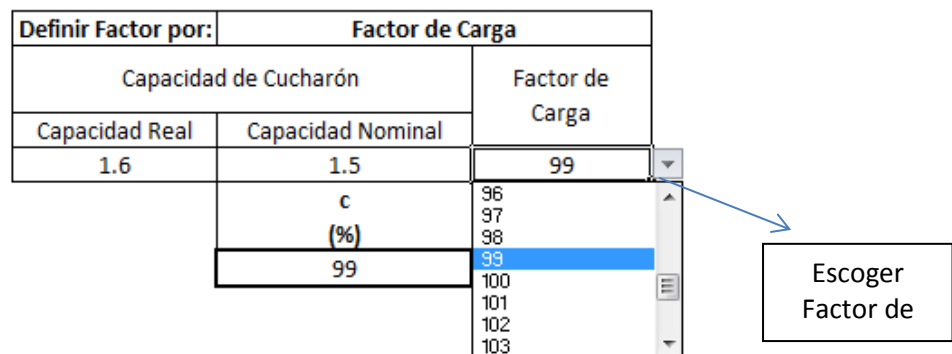 Definir Factor por: Factor de Carga
Capacidad de Cucharón
Factor de
Carga
Capacidad Real Capacidad Nominal
1.6 1.5 99
c
(%)
99
96
97
98
99
100
101
102
103
Escoger
Factor de